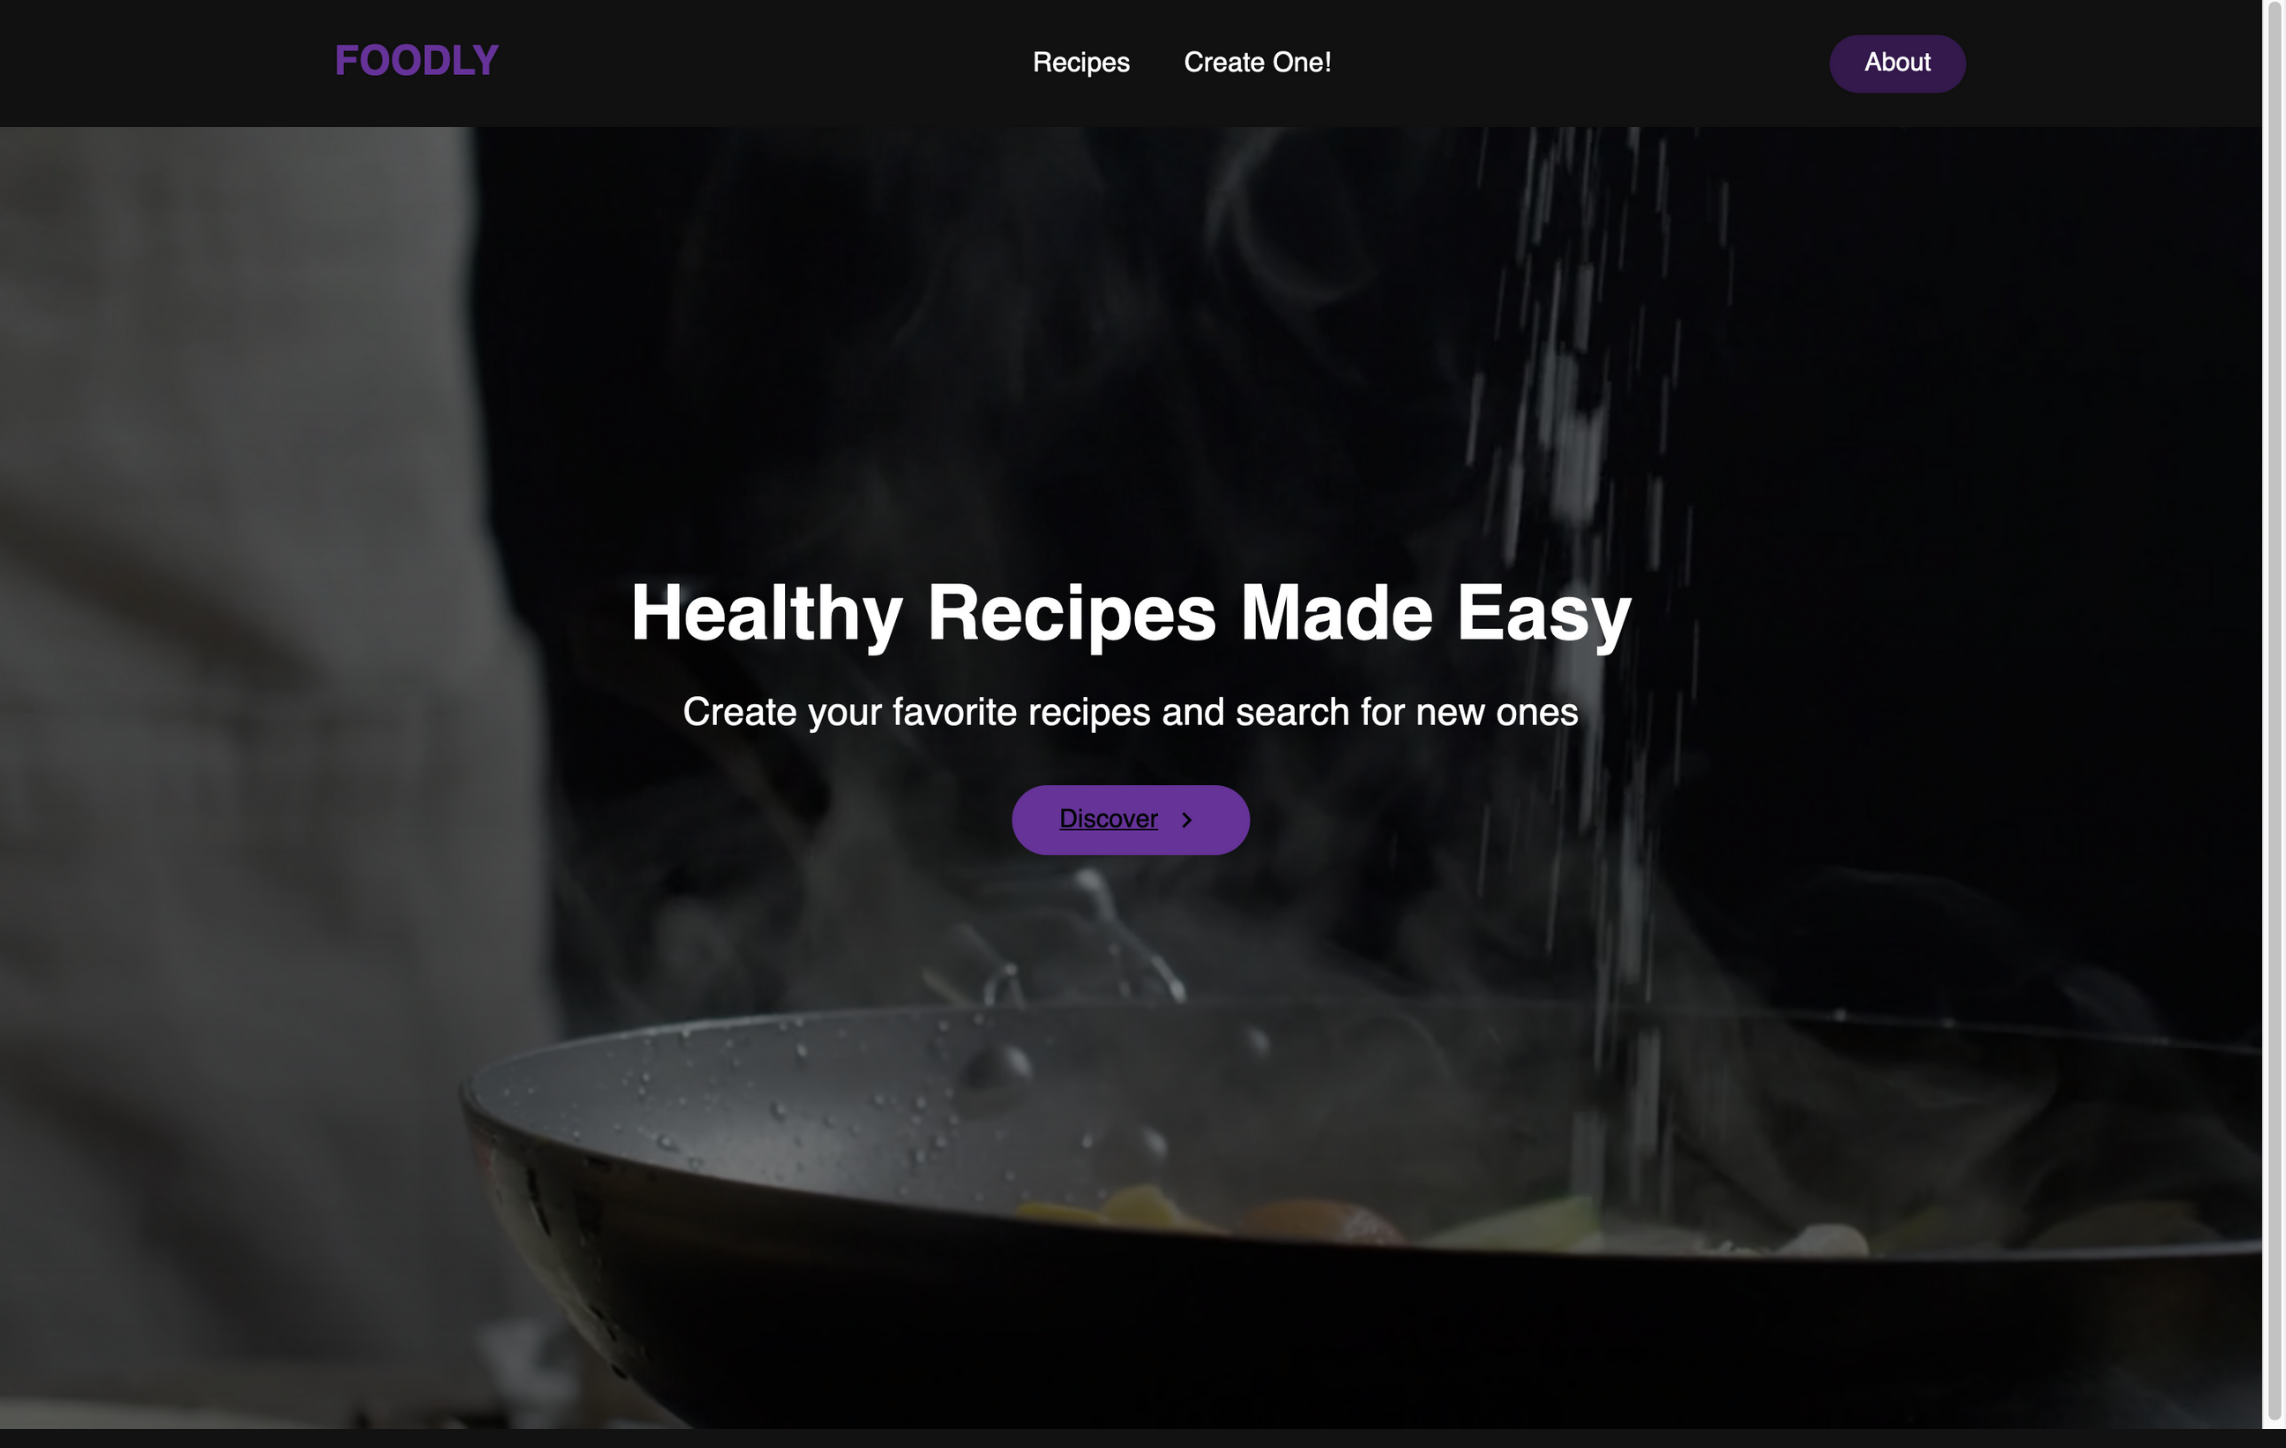 FOODLY
Recipes
Create One!
About
Healthy Recipes Made Easy
Create your favorite recipes and search for new ones
Discover